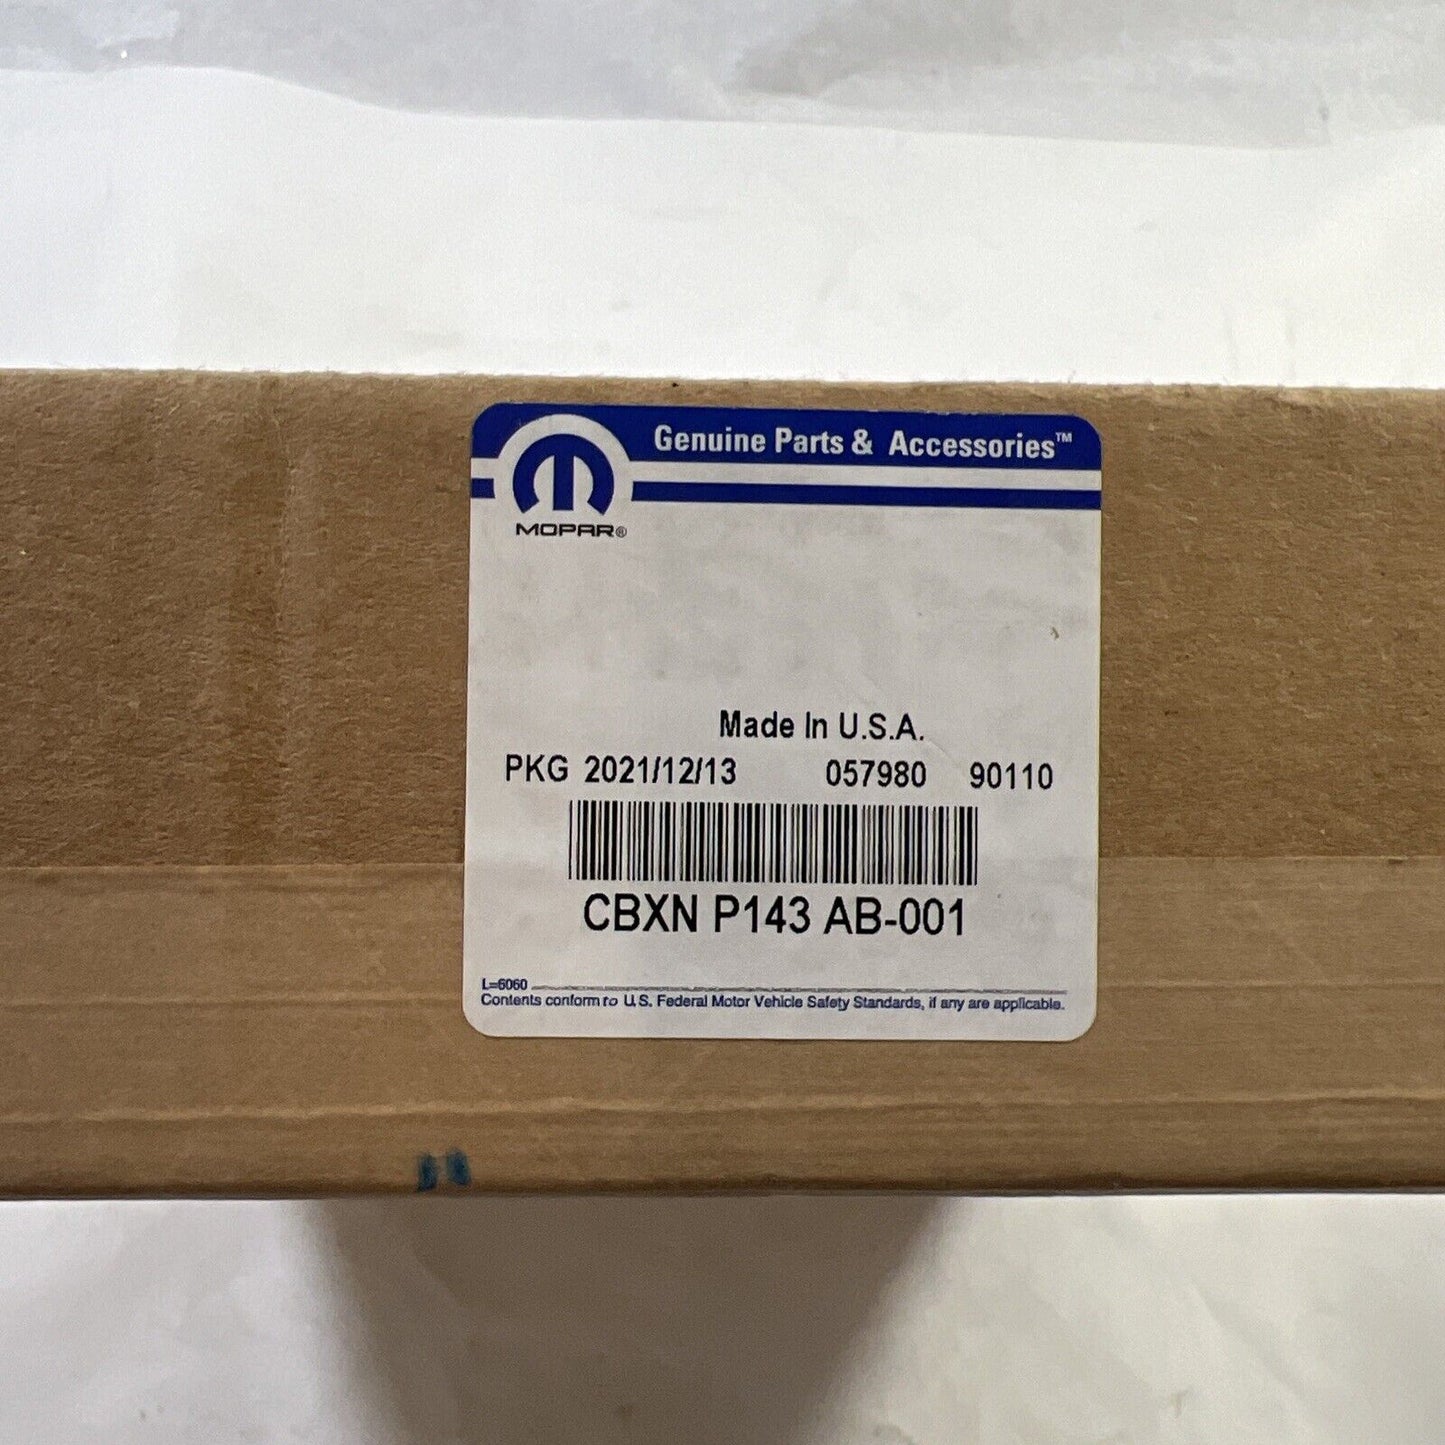 Genuine Parts & Accessories™
MOPAR®
Made In U.S.A.
PKG 2021/12/13 057980 90110
CBXN P143 AB-001
L=6060
Contents conform to U.S. Federal Motor Vehicle Safety Standards, if any are applicable.